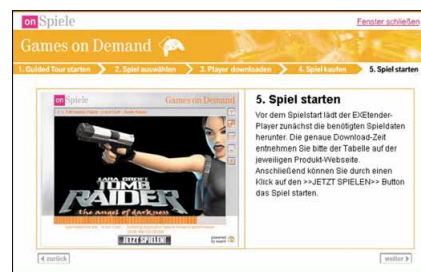 on Spiele
Fenster schließen
Games on Demand
1. Guided Tour starten
2. Spiel auswählen
3. Player downloaden
4. Spiel kaufen
5. Spiel starten
on Spiele
Games on Demand
LARA CROFT
TOMB
RAIDER
the angel of darkness
JETZT SPIELEN!
powered
5. Spiel starten
Vor dem Spielstart lädt der EXEtender-
Player zunächst die benötigten Spieldaten
herunter. Die genaue Download-Zeit
entnehmen Sie bitte der Tabelle auf der
jeweiligen Produkt-Webseite.
Anschließend können Sie durch einen
Klick auf den >>JETZT SPIELEN>> Button
das Spiel starten.
zurück
weiter